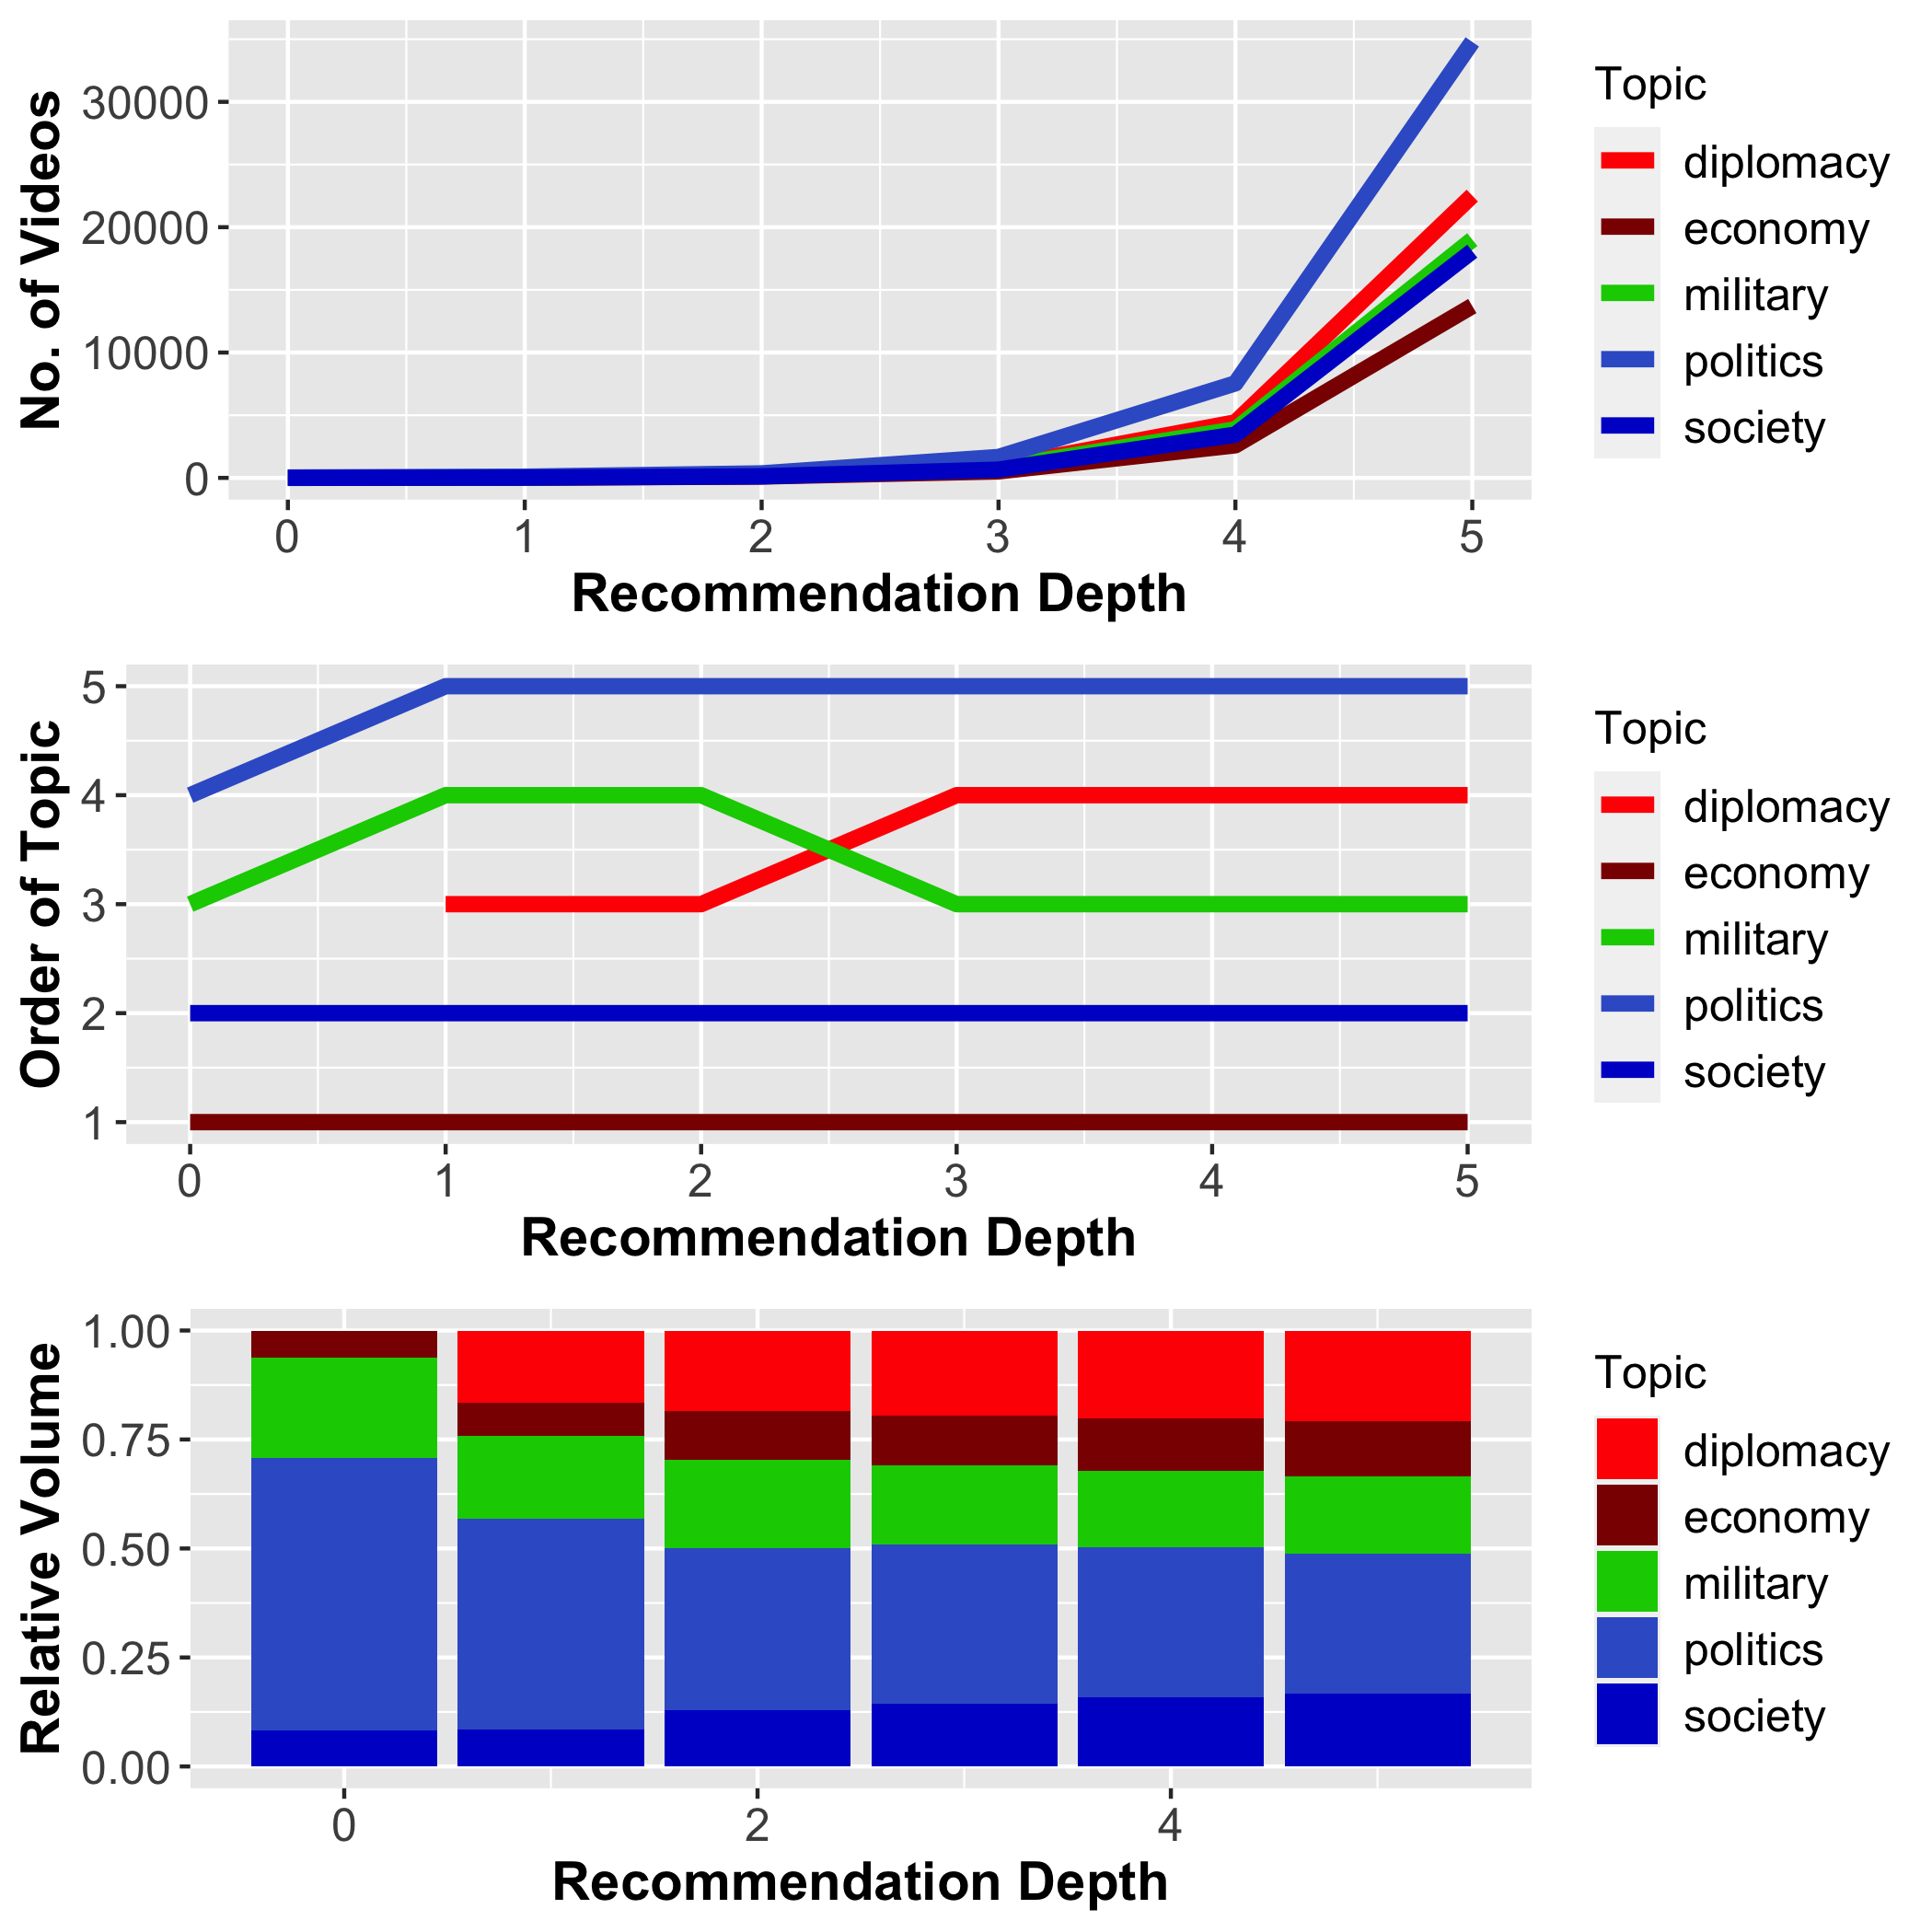 No. of Videos
30000
20000
10000
0
0 1 2 3 4 5
Recommendation Depth
Topic
diplomacy
economy
military
politics
society
Order of Topic
5
4
3
2
1
0 1 2 3 4 5
Recommendation Depth
Topic
diplomacy
economy
military
politics
society
Relative Volume
1.00
0.75
0.50
0.25
0.00
0 2 4
Recommendation Depth
Topic
diplomacy
economy
military
politics
society